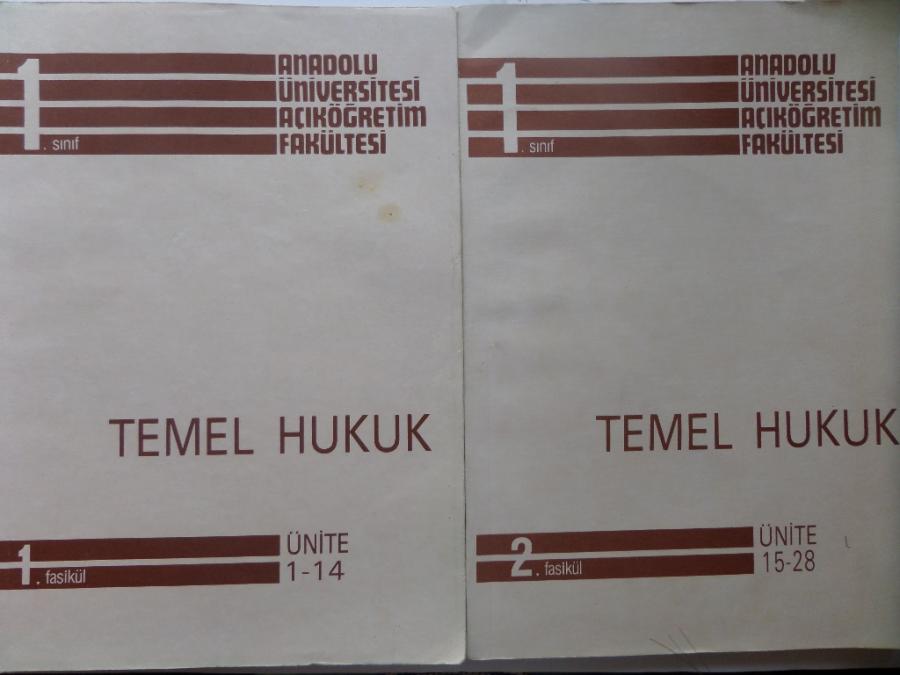 1. sınıf
ANADOLU
ÜNİVERSİTESİ
AÇIKÖĞRETİM
FAKÜLTESİ
TEMEL HUKUK
1. fasikül
ÜNİTE
1-14
1. sınıf
ANADOLU
ÜNİVERSİTESİ
AÇIKÖĞRETİM
FAKÜLTESİ
TEMEL HUKUK
2. fasikül
ÜNİTE
15-28